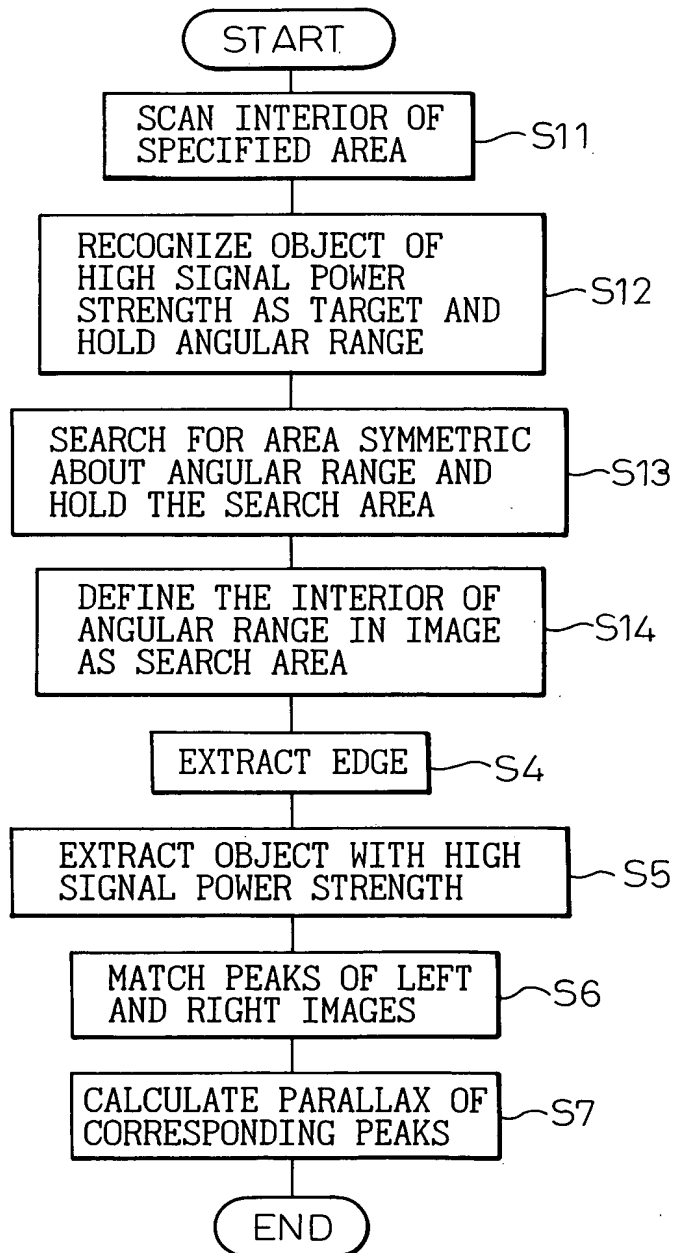 START
SCAN INTERIOR OF
SPECIFIED AREA
S11
RECOGNIZE OBJECT OF
HIGH SIGNAL POWER
STRENGTH AS TARGET AND
HOLD ANGULAR RANGE
S12
SEARCH FOR AREA SYMMETRIC
ABOUT ANGULAR RANGE AND
HOLD THE SEARCH AREA
S13
DEFINE THE INTERIOR OF
ANGULAR RANGE IN IMAGE
AS SEARCH AREA
S14
EXTRACT EDGE
S4
EXTRACT OBJECT WITH HIGH
SIGNAL POWER STRENGTH
S5
MATCH PEAKS OF LEFT
AND RIGHT IMAGES
S6
CALCULATE PARALLAX OF
CORRESPONDING PEAKS
S7
END